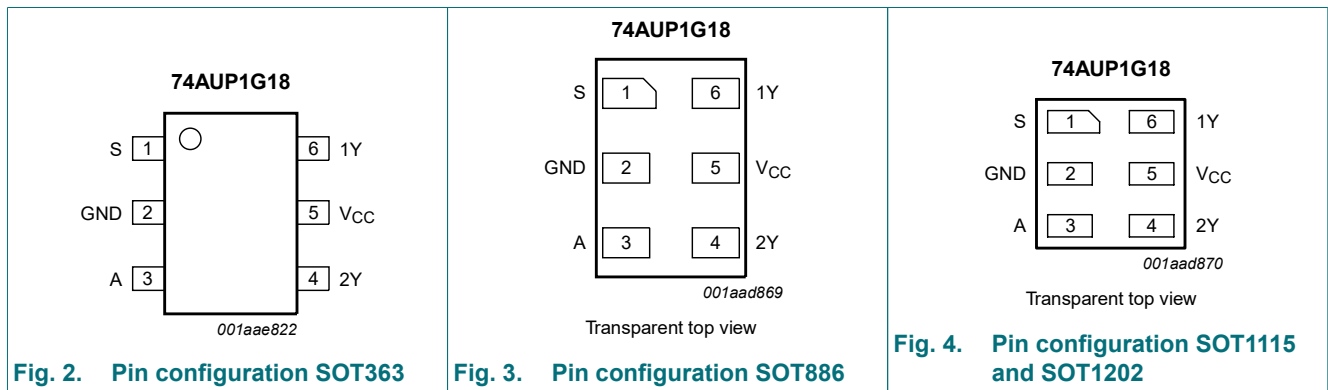 74AUP1G18
S 1 6 1Y
GND 2 5 VCC
A 3 4 2Y
001aae822
Fig. 2. Pin configuration SOT363
74AUP1G18
S 1 6 1Y
GND 2 5 VCC
A 3 4 2Y
001aad869
Transparent top view
Fig. 3. Pin configuration SOT886
74AUP1G18
S 1 6 1Y
GND 2 5 VCC
A 3 4 2Y
001aad870
Transparent top view
Fig. 4. Pin configuration SOT1115
and SOT1202